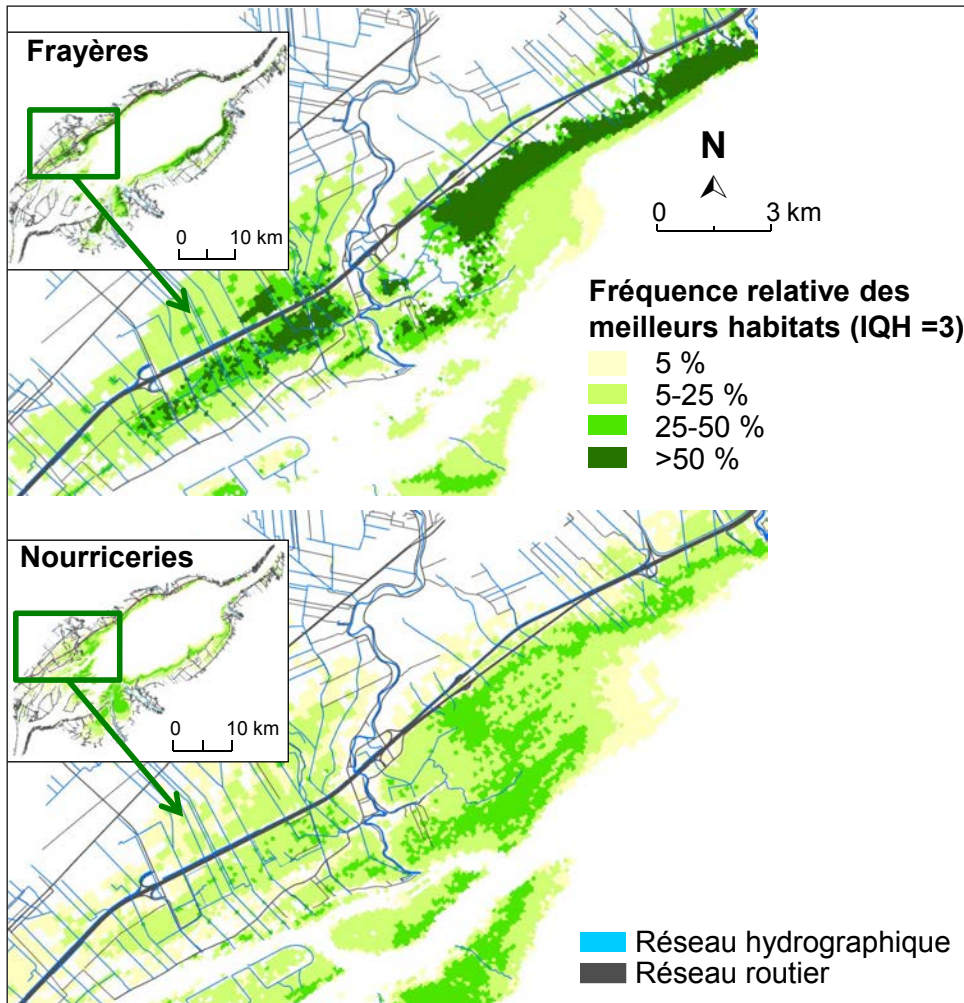 Frayères
0 10 km
N
0 3 km
Fréquence relative des
meilleurs habitats (IQH =3)
5 %
5-25 %
25-50 %
>50 %
Nourriceries
0 10 km
Réseau hydrographique
Réseau routier